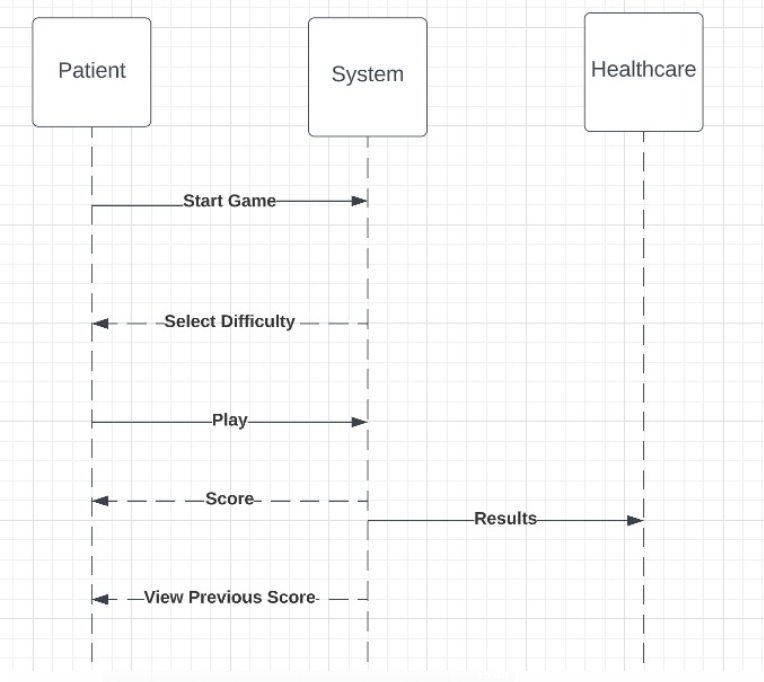 Patient
System
Healthcare
Start Game
Select Difficulty
Play
Score
Results
View Previous Score